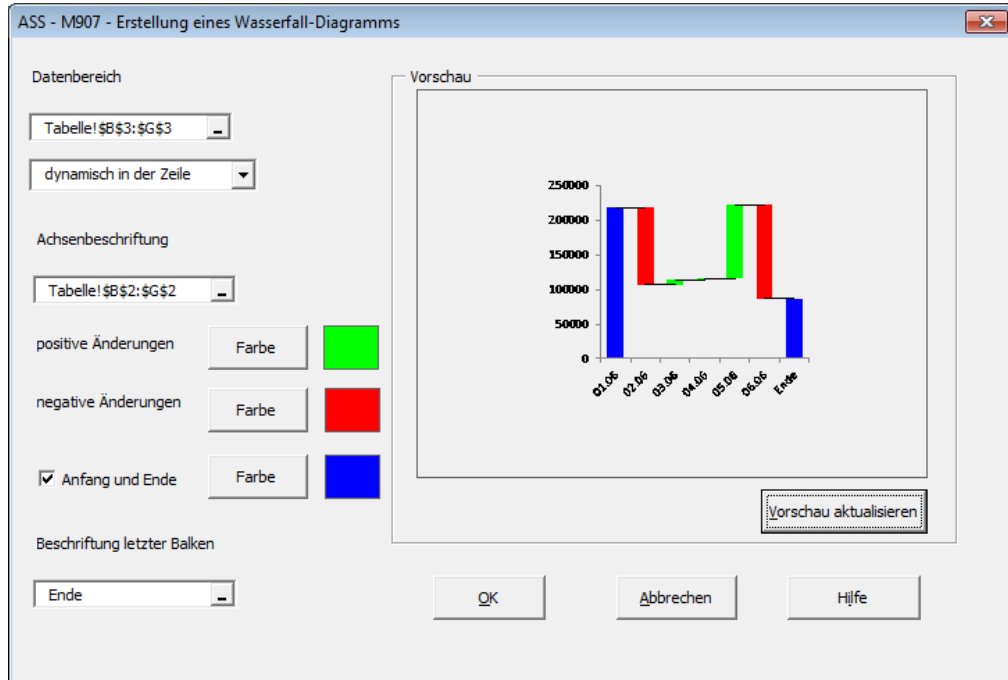 ASS - M907 - Erstellung eines Wasserfall-Diagramms
Datenbereich
Tabelle!$B$3:$G$3
dynamisch in der Zeile
Achsenbeschriftung
Tabelle!$B$2:$G$2
positive Änderungen
Farbe
negative Änderungen
Farbe
Anfang und Ende
Farbe
Beschriftung letzter Balken
Ende
Vorschau
250000
200000
150000
100000
50000
0
01.06
02.06
03.06
04.06
05.06
06.06
Ende
Vorschau aktualisieren
OK
Abbrechen
Hilfe